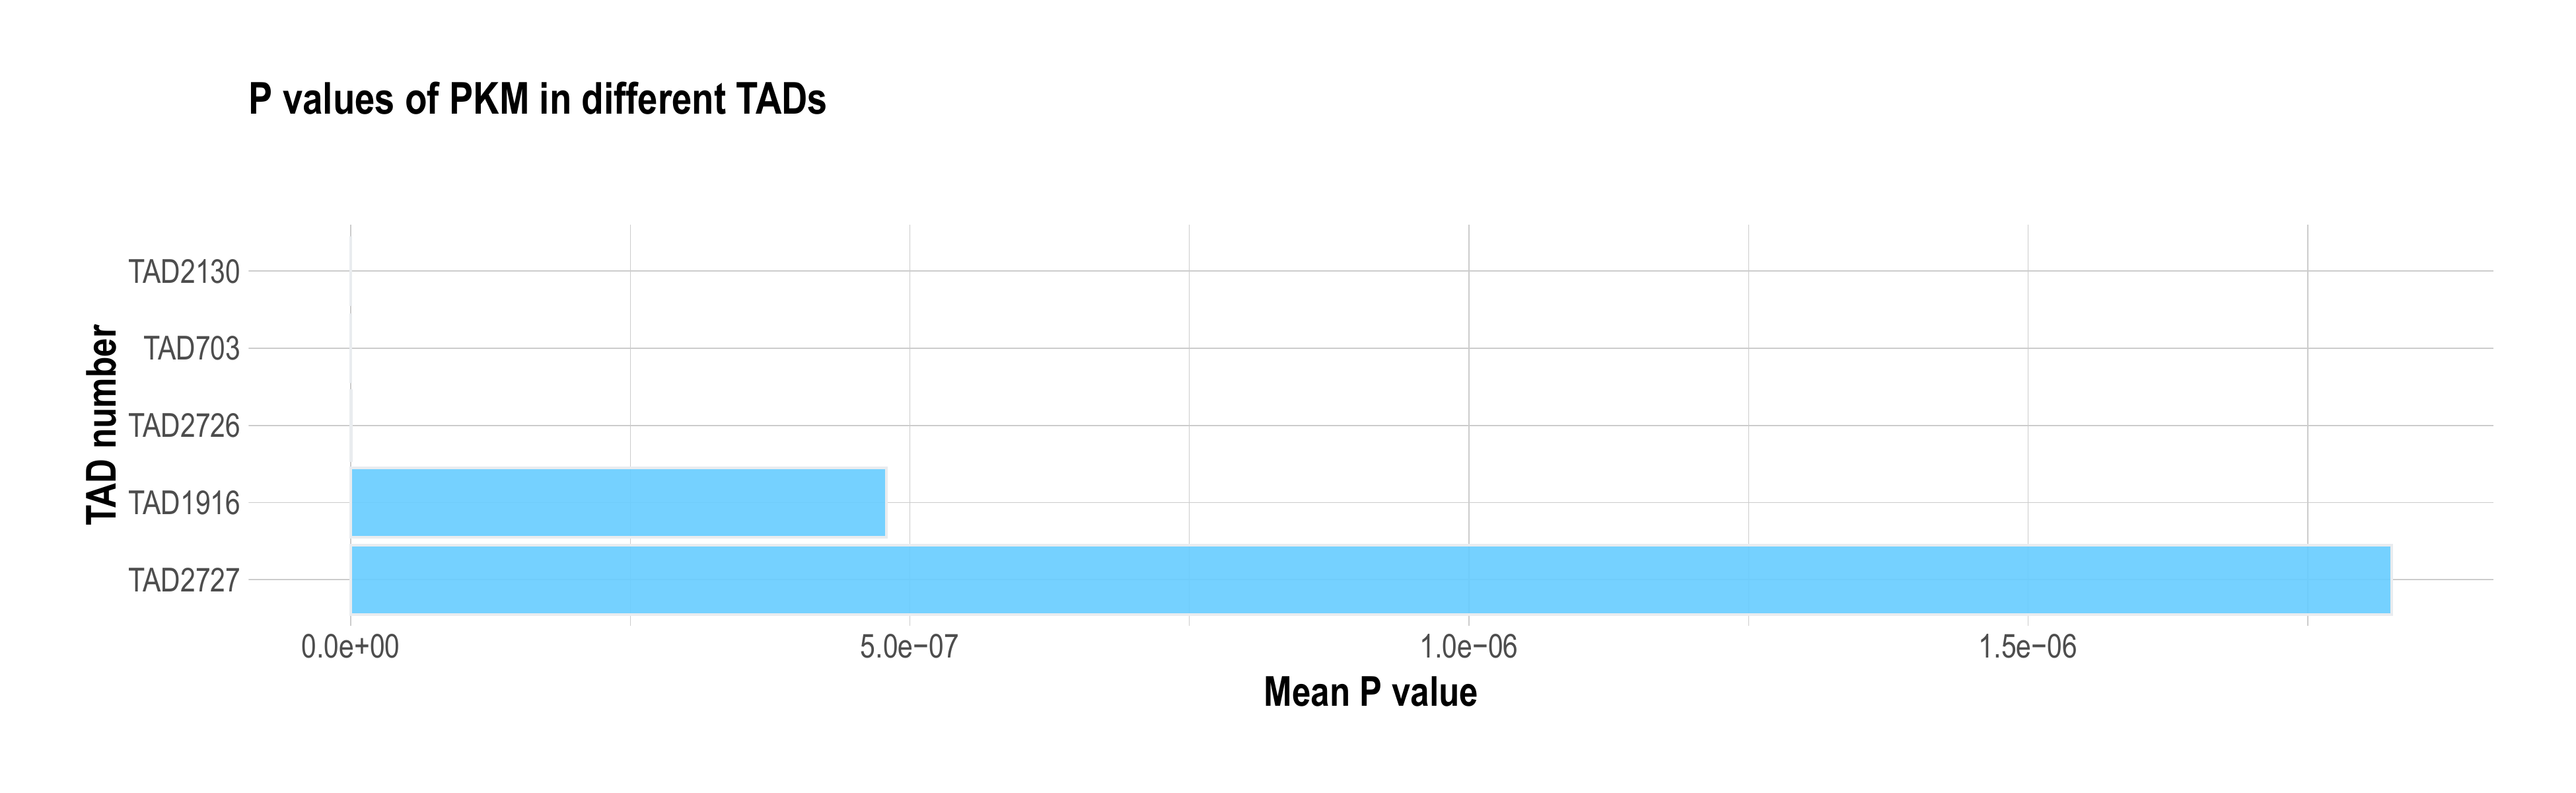 P values of PKM in different TADs
TAD number
TAD2130
TAD703
TAD2726
TAD1916
TAD2727
0.0e+00 5.0e−07 1.0e−06 1.5e−06
Mean P value